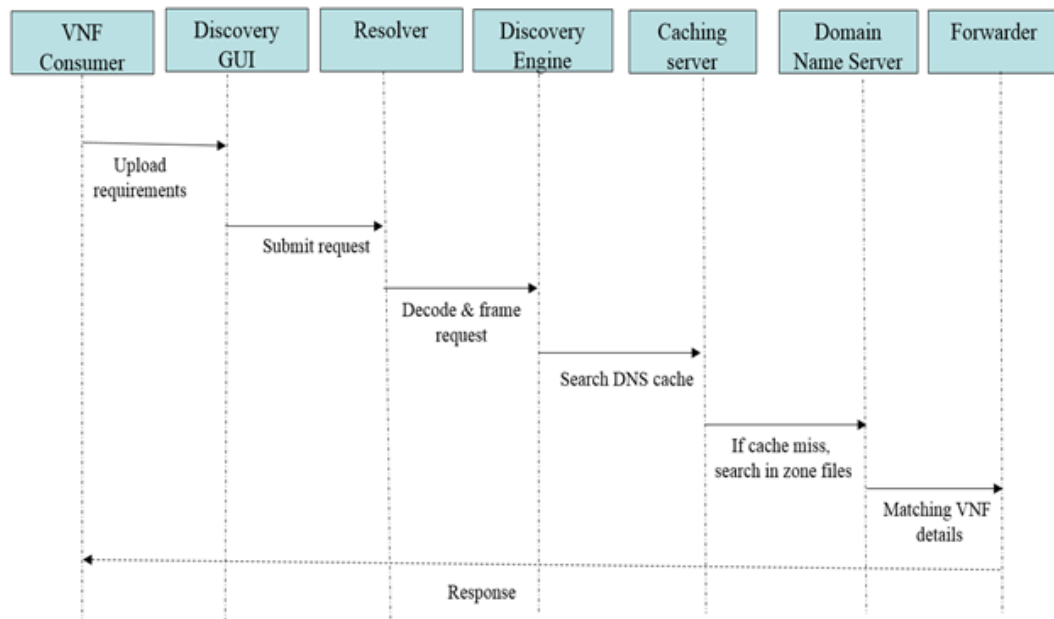 VNF
Consumer
Discovery
GUI
Resolver
Discovery
Engine
Caching
server
Domain
Name Server
Forwarder
Upload
requirements
Submit request
Decode & frame
request
Search DNS cache
If cache miss,
search in zone files
Matching VNF
details
Response